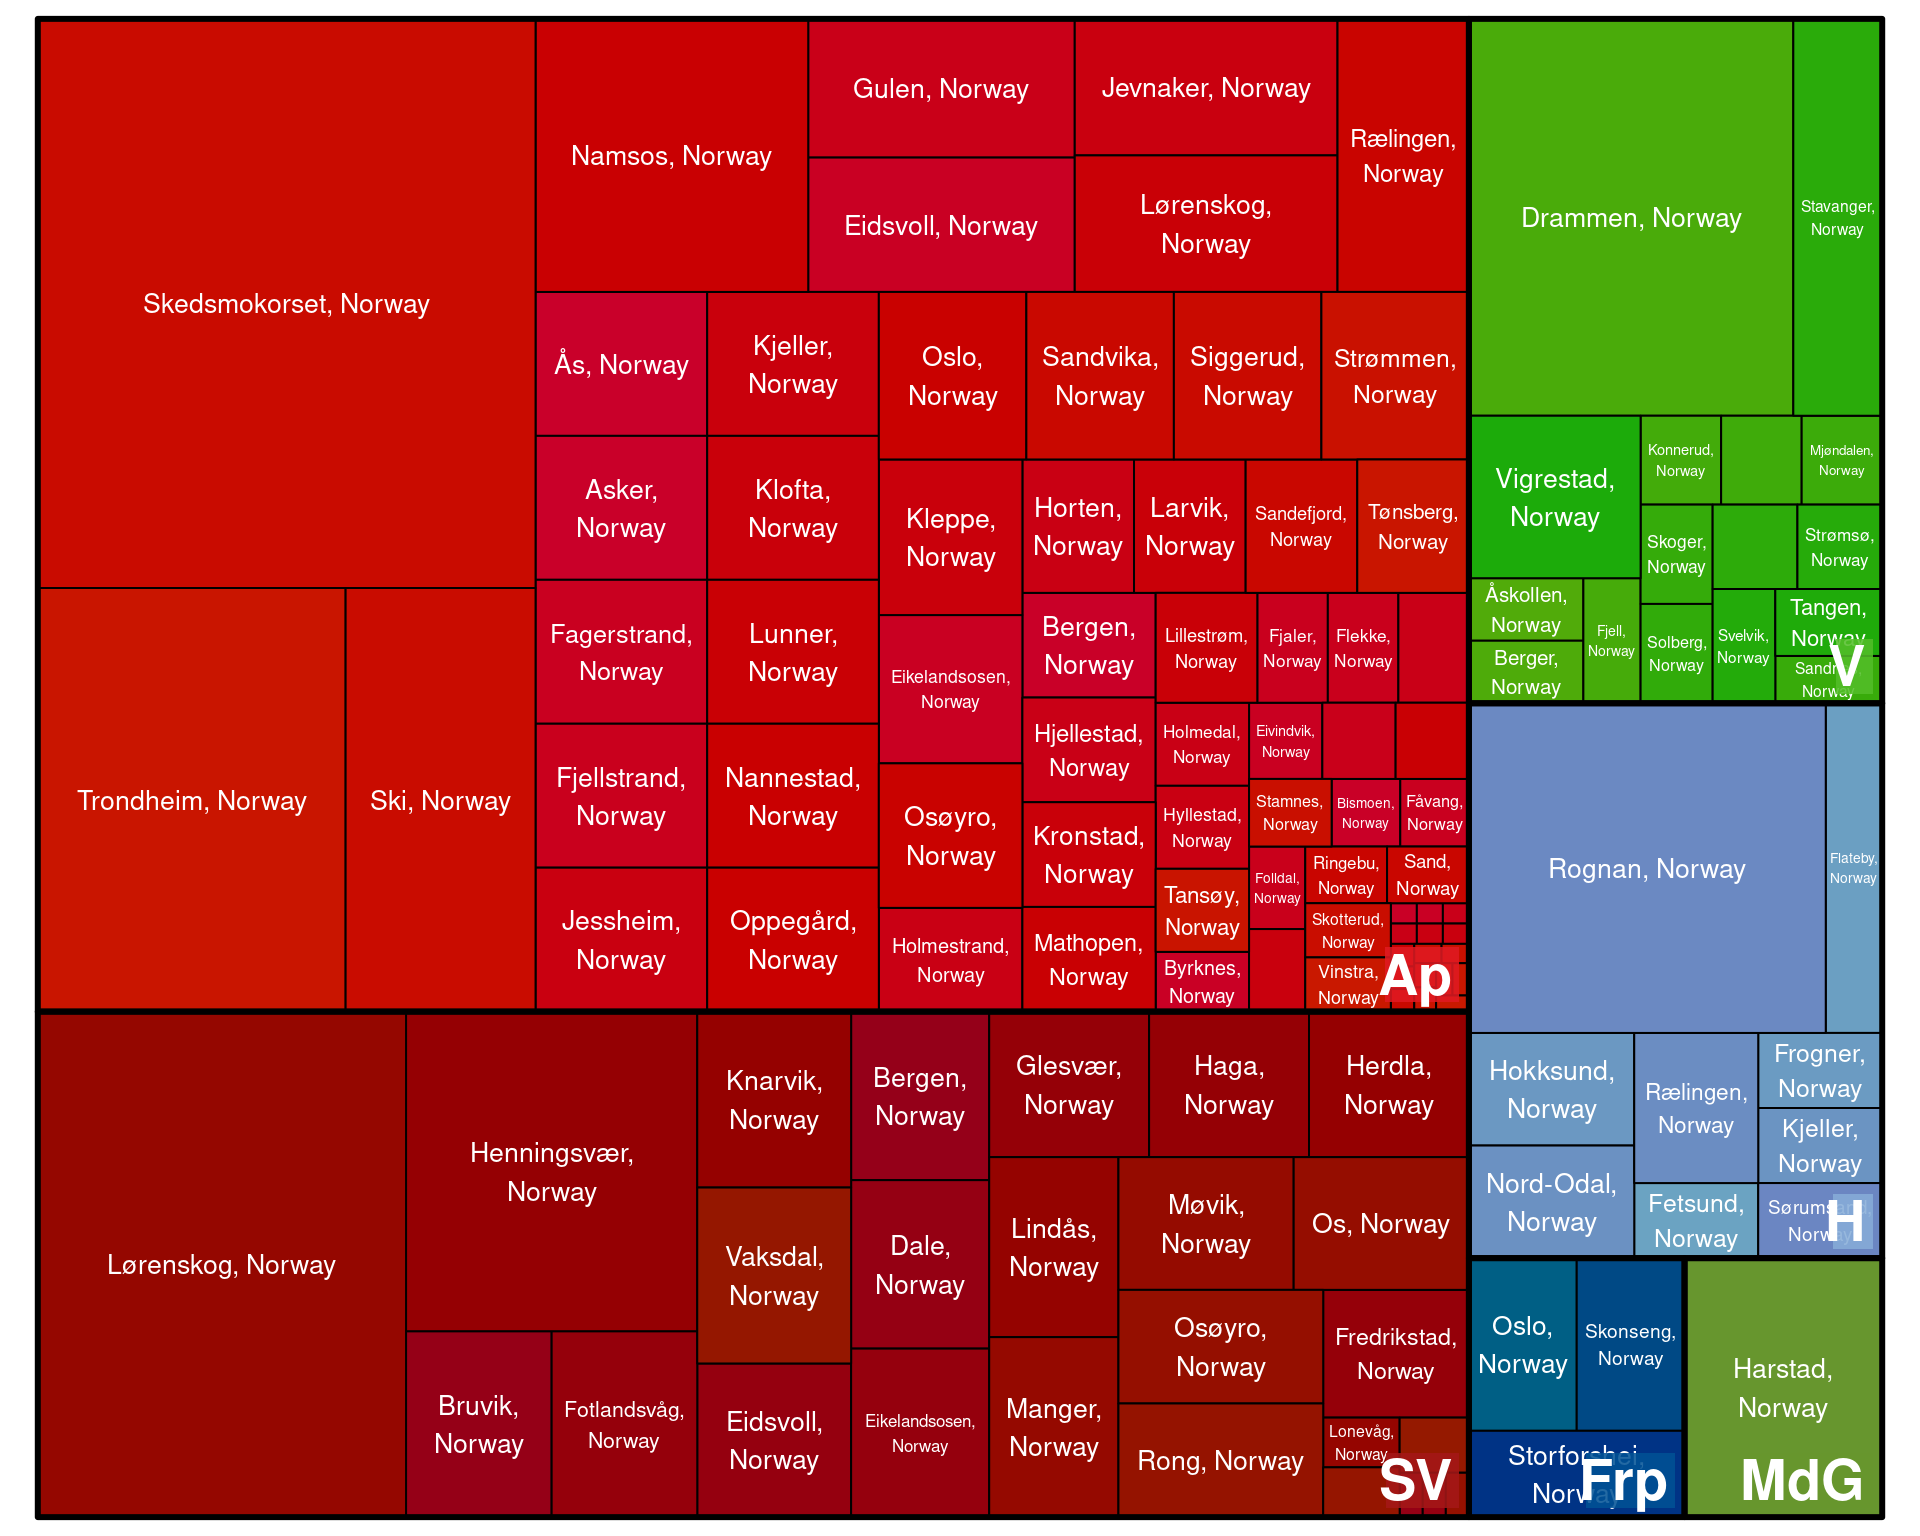 Skedsmokorset, Norway
Trondheim, Norway
Ski, Norway
Namsos, Norway
Gulen, Norway
Eidsvoll, Norway
Jevnaker, Norway
Lørenskog,
Norway
Rælingen,
Norway
Ås, Norway
Asker,
Norway
Fagerstrand,
Norway
Fjellstrand,
Norway
Jessheim,
Norway
Kjeller,
Norway
Klofta,
Norway
Lunner,
Norway
Nannestad,
Norway
Oppegård,
Norway
Oslo,
Norway
Sandvika,
Norway
Siggerud,
Norway
Strømmen,
Norway
Kleppe,
Norway
Eikelandsosen,
Norway
Osøyro,
Norway
Holmestrand,
Norway
Horten,
Norway
Larvik,
Norway
Sandefjord,
Norway
Tønsberg,
Norway
Bergen,
Norway
Hjellestad,
Norway
Kronstad,
Norway
Mathopen,
Norway
Lillestrøm,
Norway
Fjaler,
Norway
Flekke,
Norway
Holmedal,
Norway
Hyllestad,
Norway
Tansøy,
Norway
Byrknes,
Norway
Eivindvik,
Norway
Stamnes,
Norway
Bismoen,
Norway
Fåvang,
Norway
Folldal,
Norway
Ringebu,
Norway
Sand,
Norway
Skotterud,
Norway
Vinstra,
Norway
Ap
Lørenskog, Norway
Henningsvær,
Norway
Bruvik,
Norway
Fotlandsvåg,
Norway
Knarvik,
Norway
Vaksdal,
Norway
Eidsvoll,
Norway
Bergen,
Norway
Dale,
Norway
Eikelandsosen,
Norway
Glesvær,
Norway
Haga,
Norway
Herdla,
Norway
Lindås,
Norway
Manger,
Norway
Møvik,
Norway
Os, Norway
Osøyro,
Norway
Rong, Norway
Fredrikstad,
Norway
Lonevåg,
Norway
SV
Drammen, Norway
Stavanger,
Norway
Vigrestad,
Norway
Åskollen,
Norway
Berger,
Norway
Fjell,
Norway
Konnerud,
Norway
Mjøndalen,
Norway
Skoger,
Norway
Strømsø,
Norway
Solberg,
Norway
Svelvik,
Norway
Tangen,
Norway
Norway
V
Rognan, Norway
Flateby,
Norway
Hokksund,
Norway
Nord-Odal,
Norway
Rælingen,
Norway
Fetsund,
Norway
Frogner,
Norway
Kjeller,
Norway
Sørumsand,
Norway
H
Oslo,
Norway
Skonseng,
Norway
Storforshei,
Norway
Frp
Harstad,
Norway
MdG